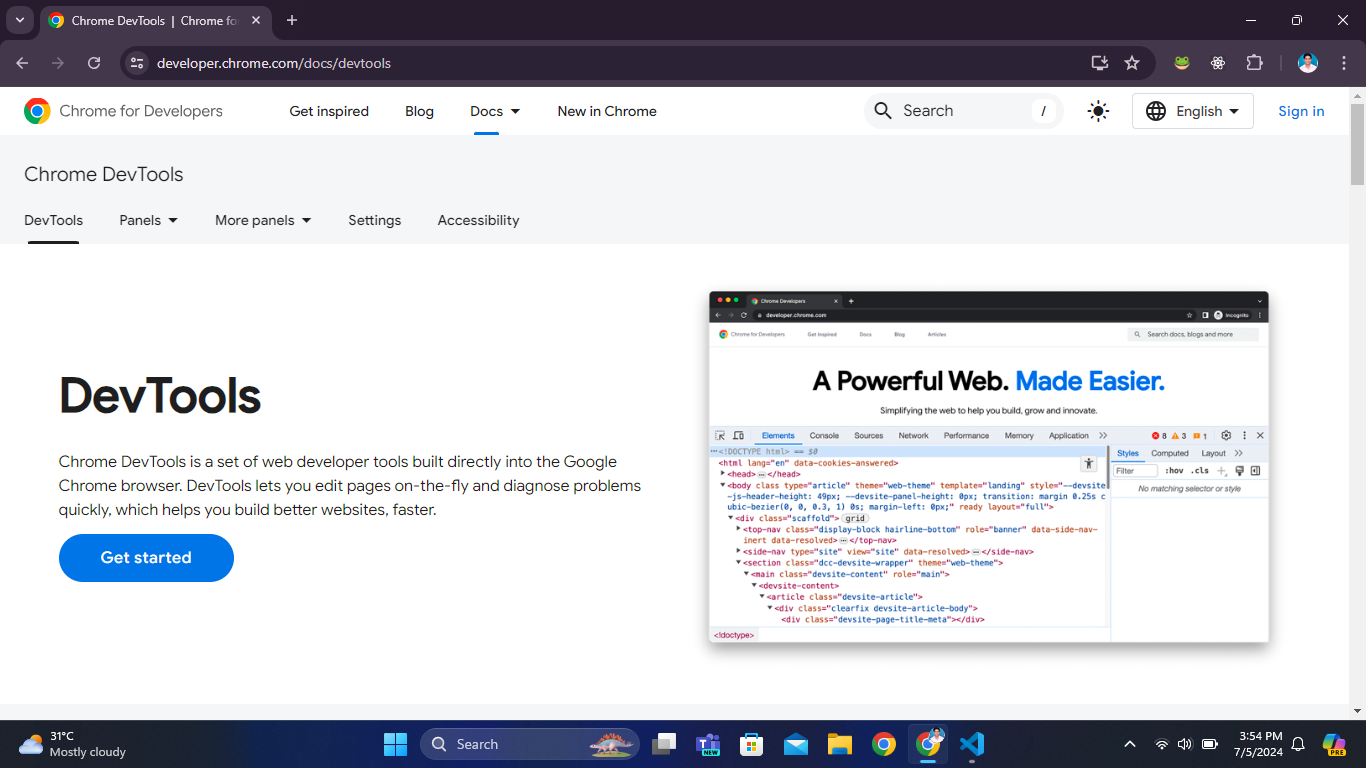 Chrome DevTools | Chrome fo
developer.chrome.com/docs/devtools
Chrome for Developers
Get inspired
Blog
Docs
New in Chrome
Search
/
English
Sign in
Chrome DevTools
DevTools
Panels
More panels
Settings
Accessibility
DevTools
Chrome DevTools is a set of web developer tools built directly into the Google
Chrome browser. DevTools lets you edit pages on-the-fly and diagnose problems
quickly, which helps you build better websites, faster.
Get started
Chrome Developers
developer.chrome.com
Incognito
Chrome for Developers
Get Inspired
Docs
Blog
Articles
Search docs, blogs and more
A Powerful Web. Made Easier.
Simplifying the web to help you build, grow and innovate.
Elements
Console
Sources
Network
Performance
Memory
Application
8
3
1
<!DOCTYPE html> == $0
<html lang="en" data-cookies-answered>
<head>…</head>
<body class type="article" theme="web-theme" template="landing" style="--devsite
-js-header-height: 49px; --devsite-panel-height: 0px; transition: margin 0.25s c
ubic-bezier(0, 0, 0.3, 1) 0s; margin-left: 0px;" ready layout="full">
<div class="scaffold"> grid
<top-nav class="display-block hairline-bottom" role="banner" data-side-nav-
inert data-resolved>…</top-nav>
<side-nav type="site" view="site" data-resolved>…</side-nav>
<section class="dcc-devsite-wrapper" theme="web-theme">
<main class="devsite-content" role="main">
<devsite-content>
<article class="devsite-article">
<div class="clearfix devsite-article-body">
<div class="devsite-page-title-meta"></div>
<!doctype>
Styles
Computed
Layout
Filter
:hov
.cls
No matching selector or style
31°C
Mostly cloudy
Search
NEW
3:54 PM
7/5/2024
PRE